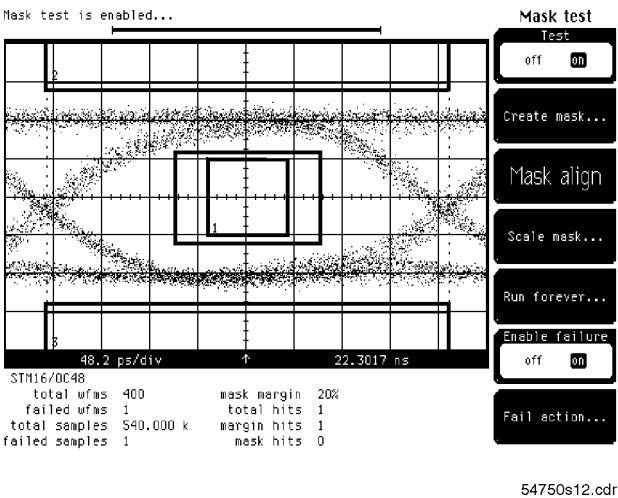 Mask test is enabled...
Mask test
Test
off on
Create mask...
Mask align
Scale mask...
Run forever...
Enable failure
off on
Fail action...
2
1
3
48.2 ps/div ↑ 22.3017 ns
STM16/OC48
total wfms 400 mask margin 20%
failed wfms 1 total hits 1
total samples 540.000 k margin hits 1
failed samples 1 mask hits 0
54750s12.cdr